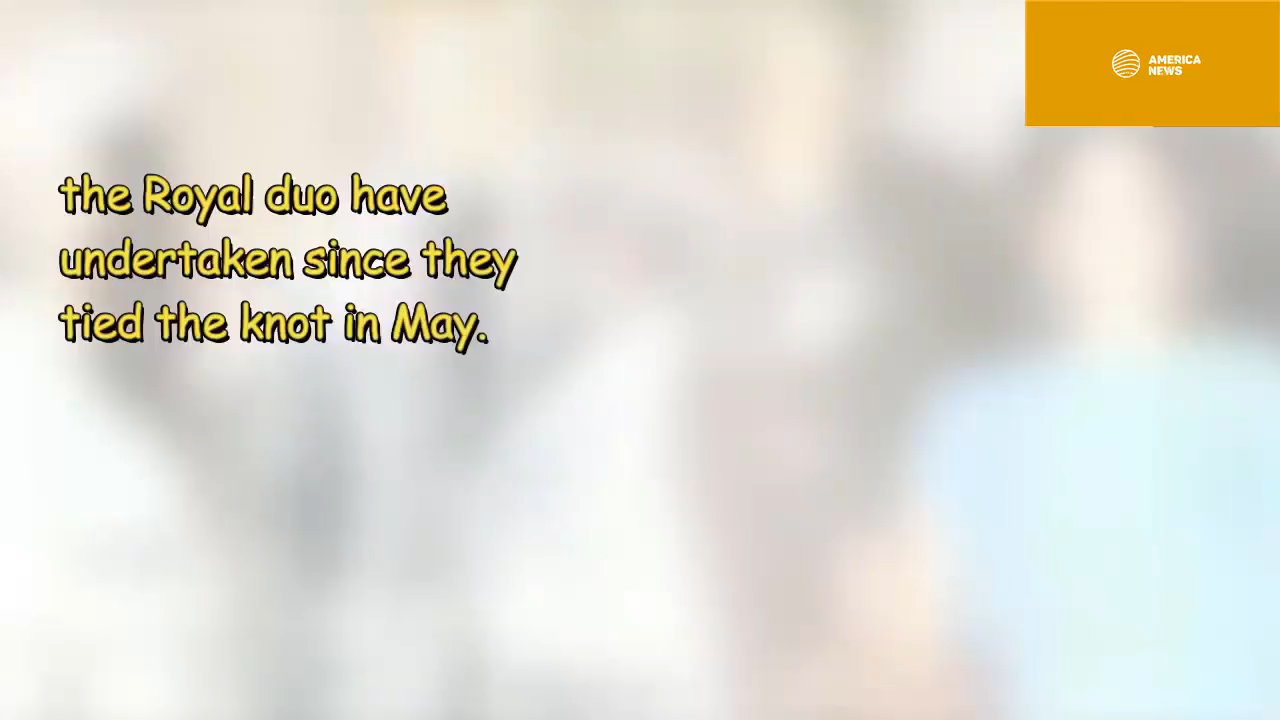 AMERICA
NEWS
the Royal duo have
undertaken since they
tied the knot in May.